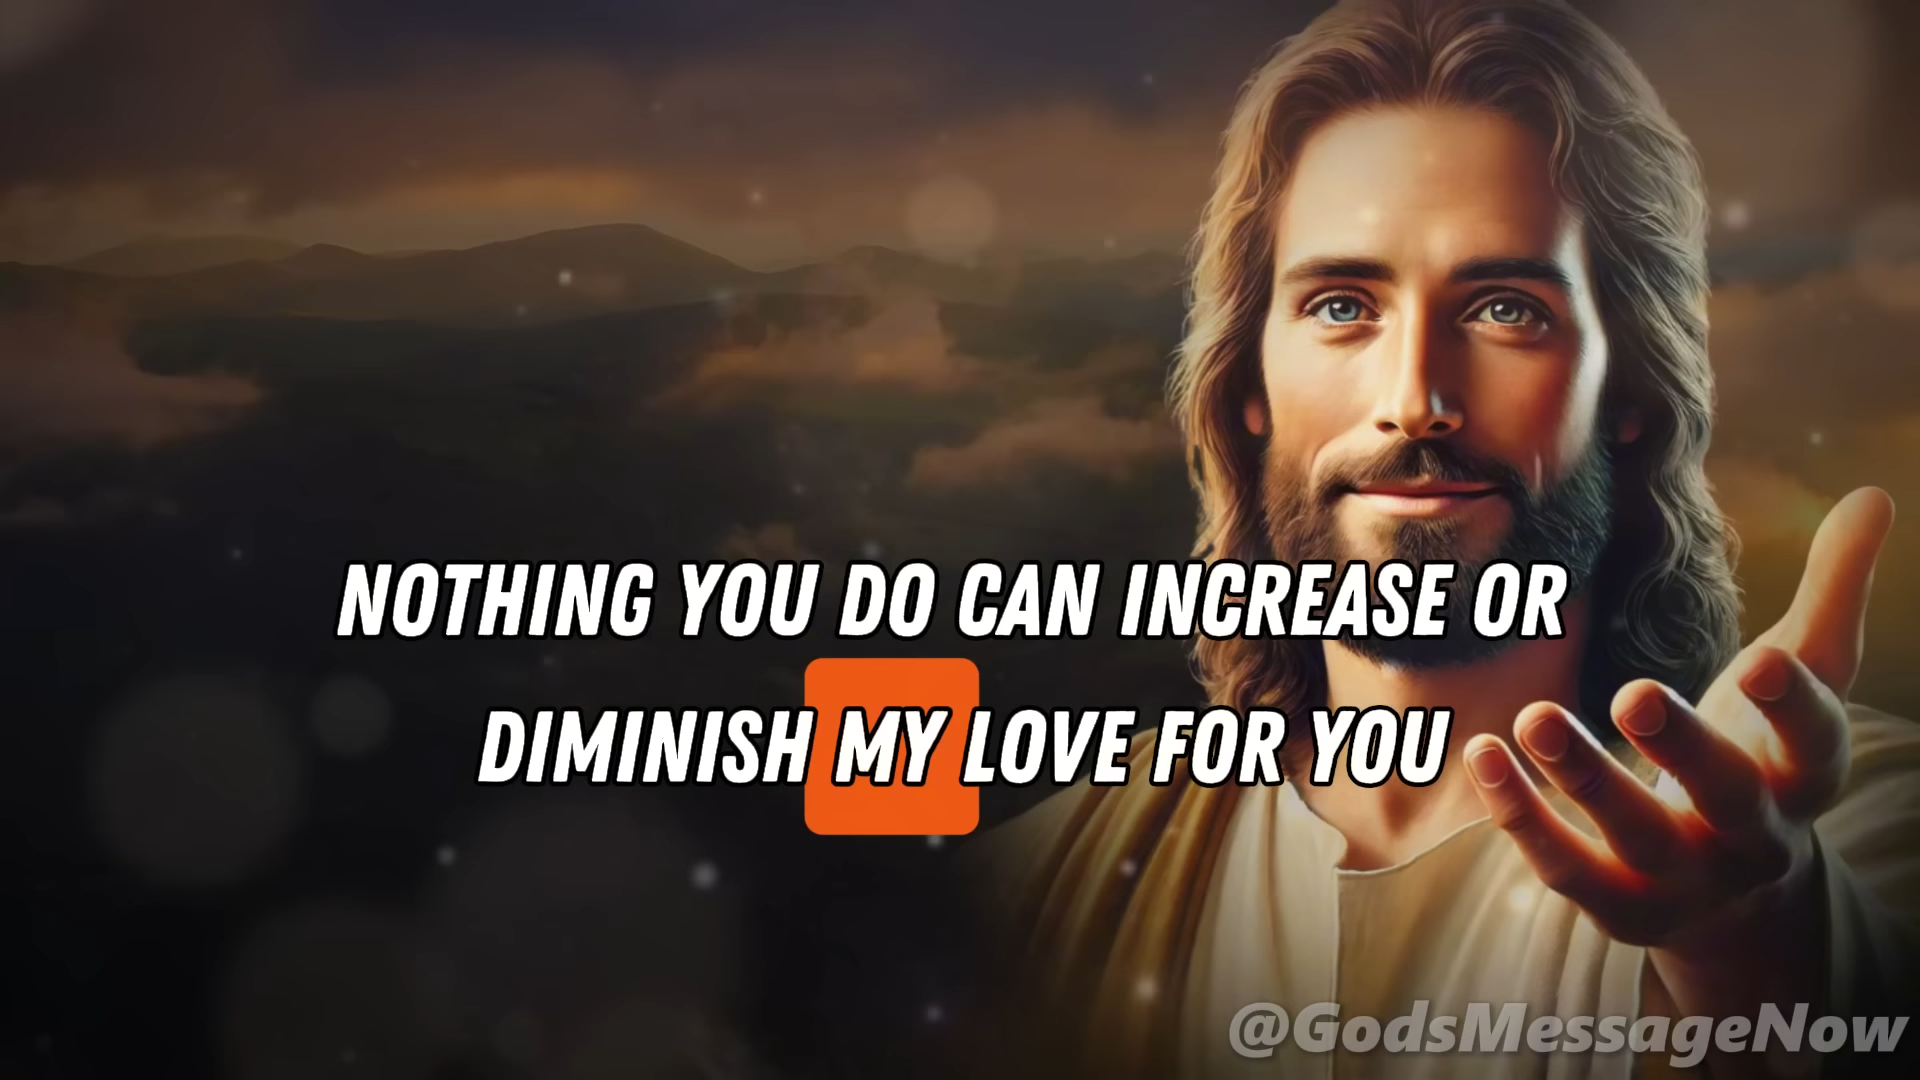 NOTHING YOU DO CAN INCREASE OR
DIMINISH MY LOVE FOR YOU
@GodsMessageNow